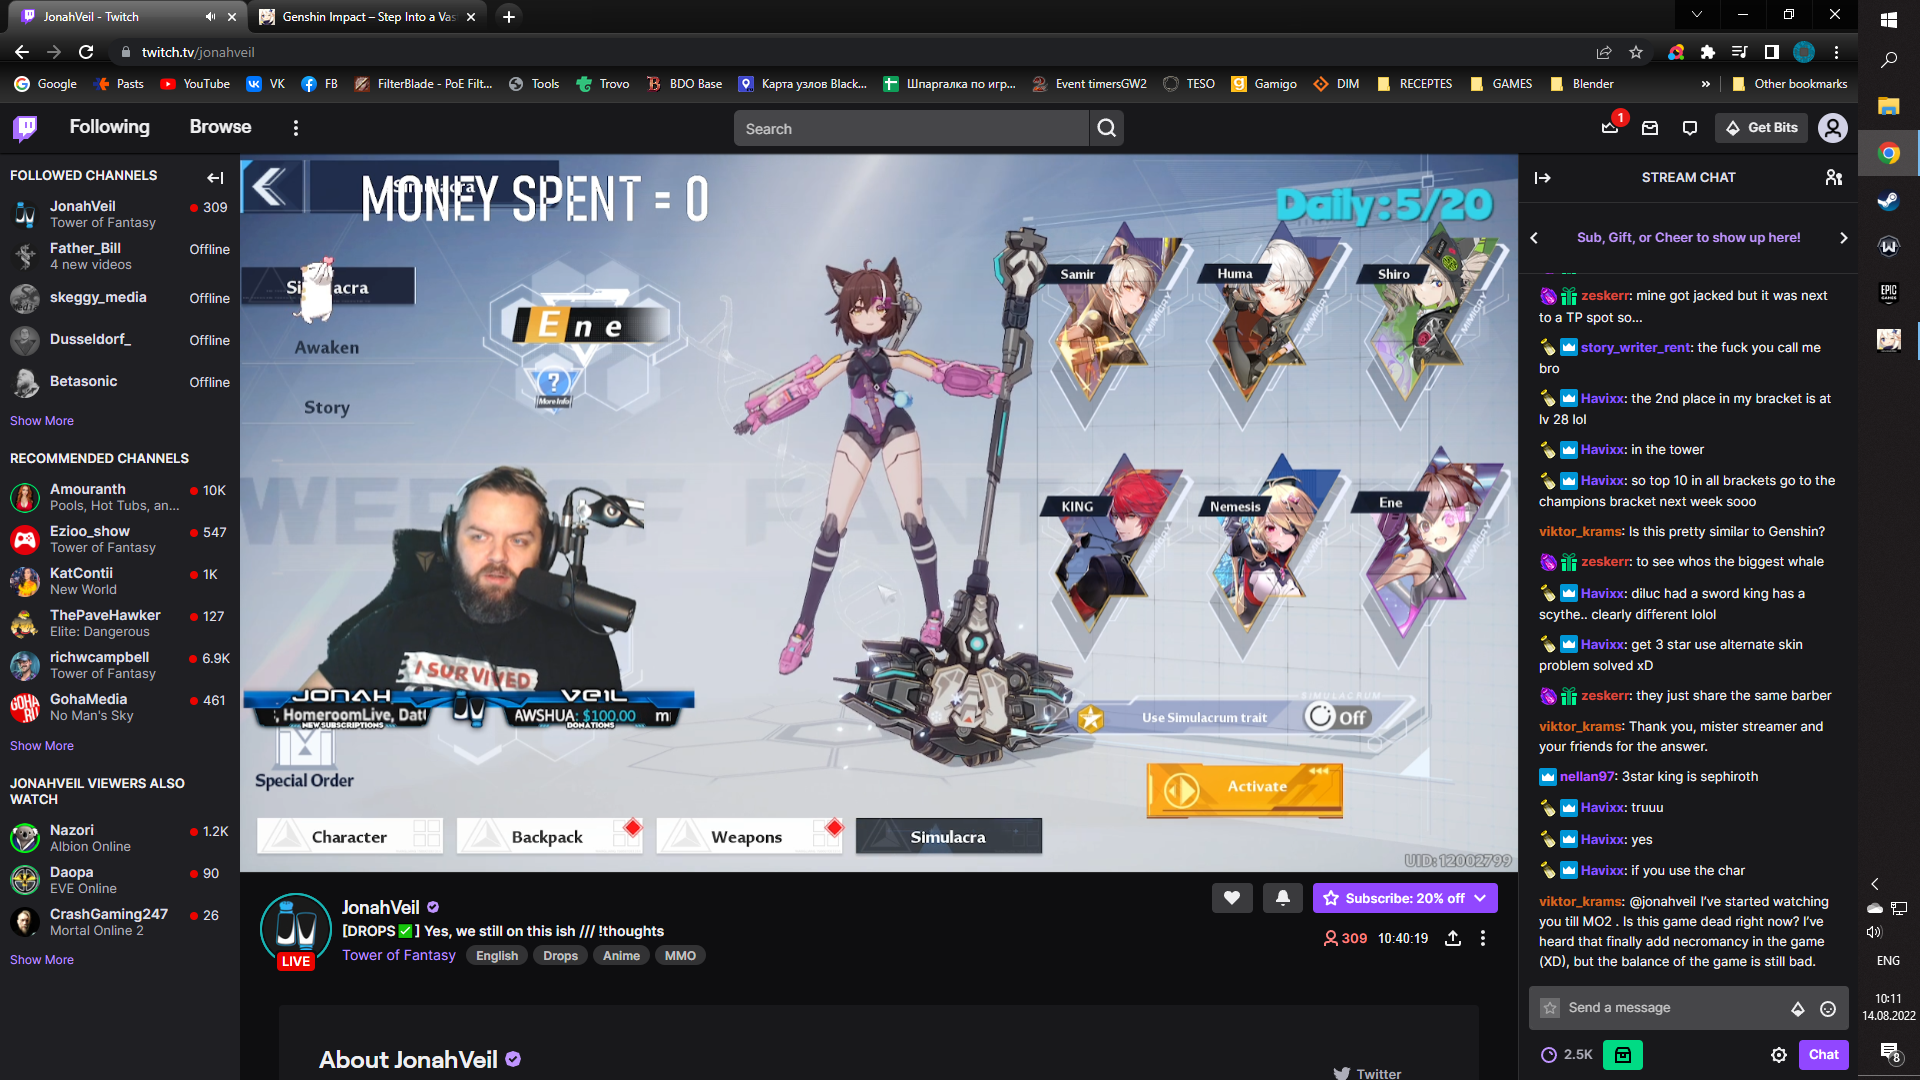 JonahVeil - Twitch
Genshin Impact – Step Into a Vas
twitch.tv/jonahveil
Google
Pasts
YouTube
VK
FB
FilterBlade - PoE Filt...
Tools
Trovo
BDO Base
Карта узлов Black...
Шпаргалка по игр...
Event timersGW2
TESO
Gamigo
DIM
RECEPTES
GAMES
Blender
»
Other bookmarks
Following
Browse
Search
1
Get Bits
FOLLOWED CHANNELS
JonahVeil
309
Tower of Fantasy
Father_Bill
Offline
4 new videos
skeggy_media
Offline
Dusseldorf_
Offline
Betasonic
Offline
Show More
RECOMMENDED CHANNELS
Amouranth
10K
Pools, Hot Tubs, an...
Ezioo_show
547
Tower of Fantasy
KatContii
1K
New World
ThePaveHawker
127
Elite: Dangerous
richwcampbell
6.9K
Tower of Fantasy
GohaMedia
461
No Man's Sky
Show More
JONAHVEIL VIEWERS ALSO
WATCH
Nazori
1.2K
Albion Online
Daopa
90
EVE Online
CrashGaming247
26
Mortal Online 2
Show More
MONEY SPENT = 0
Daily: 5/20
Awaken
Story
Ene
?
More Info
Samir
Huma
Shiro
KING
Nemesis
Ene
MIMICRY
I SURVIVED
JONAH VEIL
HomeroomLive,
NEW SUBSCRIPTIONS
AWSHUA: $100.00
DONATIONS
SIMULACRUM
Use Simulacrum trait
Off
Special Order
Activate
Character
Backpack
Weapons
Simulacra
UID: 12002799
JonahVeil
[DROPS✅] Yes, we still on this ish /// !thoughts
Tower of Fantasy
English
Drops
Anime
MMO
LIVE
Subscribe: 20% off
309
10:40:19
About JonahVeil
Twitter
STREAM CHAT
Sub, Gift, or Cheer to show up here!
zeskerr: mine got jacked but it was next
to a TP spot so...
story_writer_rent: the fuck you call me
bro
Havixx: the 2nd place in my bracket is at
lv 28 lol
Havixx: in the tower
Havixx: so top 10 in all brackets go to the
champions bracket next week sooo
viktor_krams: Is this pretty similar to Genshin?
zeskerr: to see whos the biggest whale
Havixx: diluc had a sword king has a
scythe.. clearly different lolol
Havixx: get 3 star use alternate skin
problem solved xD
zeskerr: they just share the same barber
viktor_krams: Thank you, mister streamer and
your friends for the answer.
nellan97: 3star king is sephiroth
Havixx: truuu
Havixx: yes
Havixx: if you use the char
viktor_krams: @jonahveil I've started watching
you till MO2 . Is this game dead right now? I've
heard that finally add necromancy in the game
(XD), but the balance of the game is still bad.
Send a message
2.5K
Chat
EPIC
GAMES
ENG
10:11
14.08.2022
8